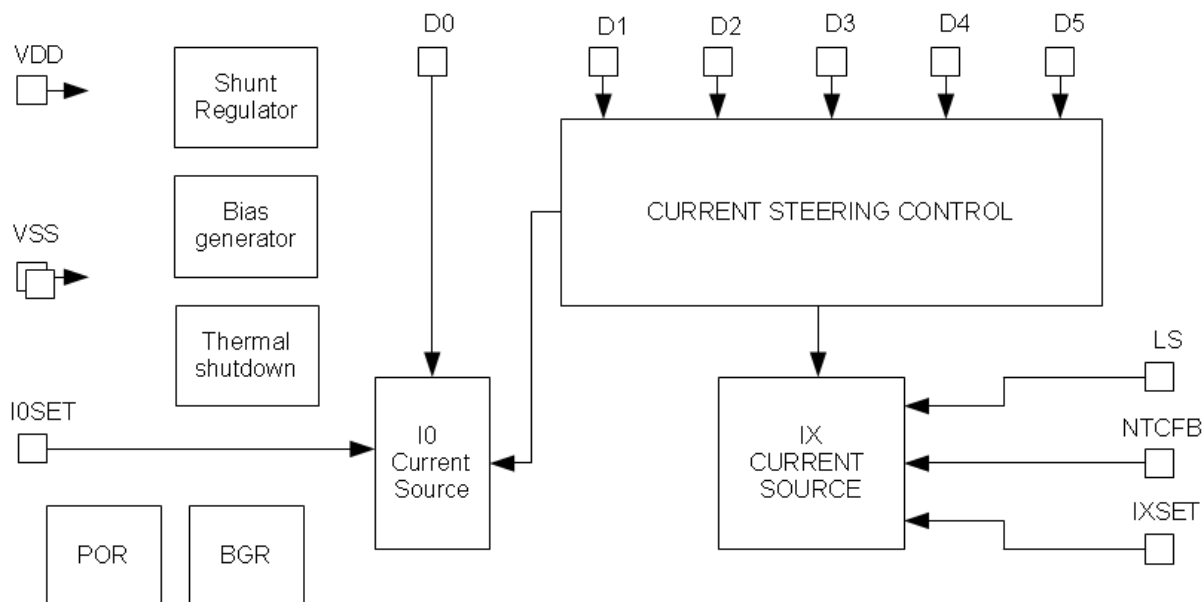 D0
D1
D2
D3
D4
D5
VDD
Shunt
Regulator
Bias
generator
VSS
CURRENT STEERING CONTROL
Thermal
shutdown
LS
I0SET
I0
Current
Source
IX
CURRENT
SOURCE
NTCFB
IXSET
POR
BGR